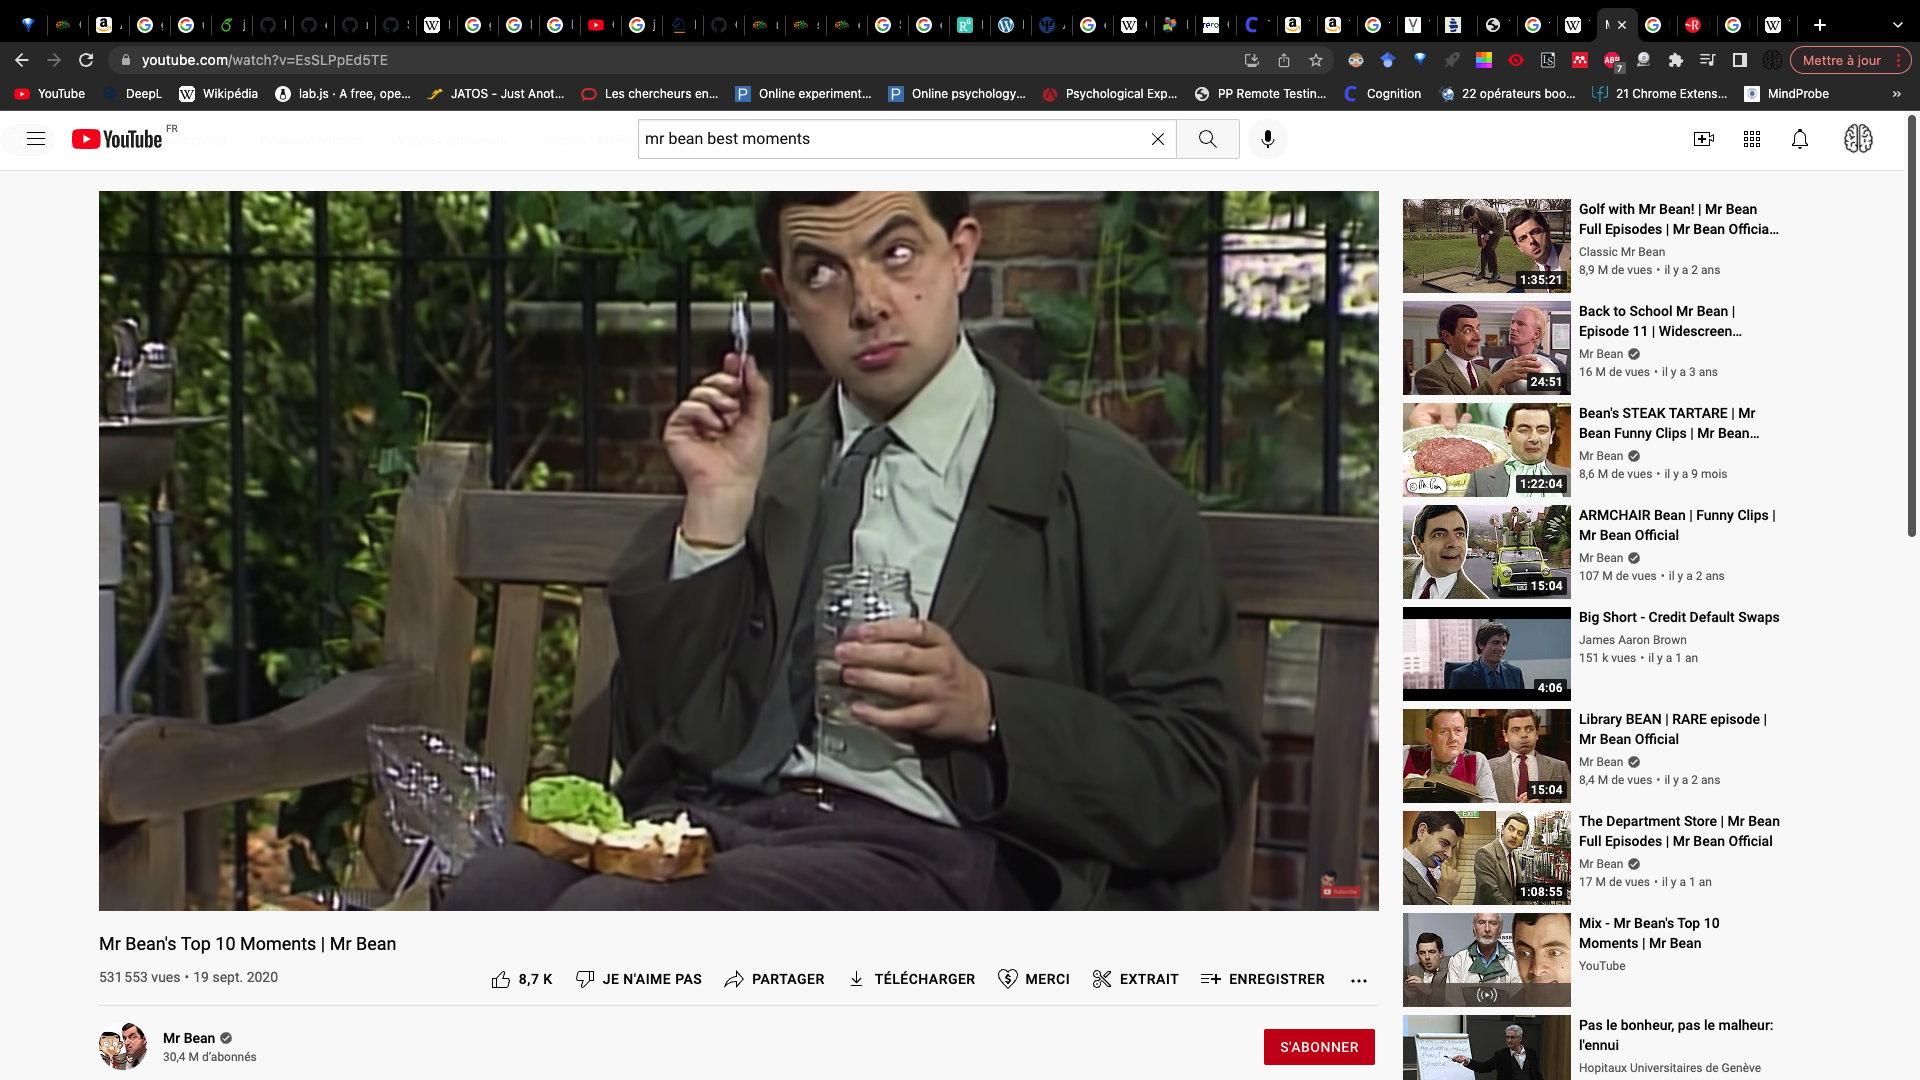 youtube.com/watch?v=EsSLPpEd5TE
7
Mettre à jour
YouTube
DeepL
Wikipédia
lab.js · A free, ope...
JATOS - Just Anot...
Les chercheurs en...
Online experiment...
Online psychology...
Psychological Exp...
PP Remote Testin...
Cognition
22 opérateurs boo...
21 Chrome Extens...
MindProbe
»
YouTube FR
mr bean best moments
Golf with Mr Bean! | Mr Bean
Full Episodes | Mr Bean Officia...
Classic Mr Bean
8,9 M de vues • il y a 2 ans
1:35:21
Back to School Mr Bean |
Episode 11 | Widescreen...
Mr Bean
16 M de vues • il y a 3 ans
24:51
Bean's STEAK TARTARE | Mr
Bean Funny Clips | Mr Bean...
Mr Bean
8,6 M de vues • il y a 9 mois
1:22:04
ARMCHAIR Bean | Funny Clips |
Mr Bean Official
Mr Bean
107 M de vues • il y a 2 ans
15:04
Big Short - Credit Default Swaps
James Aaron Brown
151 k vues • il y a 1 an
4:06
Library BEAN | RARE episode |
Mr Bean Official
Mr Bean
8,4 M de vues • il y a 2 ans
15:04
The Department Store | Mr Bean
Full Episodes | Mr Bean Official
Mr Bean
17 M de vues • il y a 1 an
1:08:55
Mix - Mr Bean's Top 10
Moments | Mr Bean
YouTube
Pas le bonheur, pas le malheur:
l'ennui
Hopitaux Universitaires de Genève
Subscribe
Mr Bean's Top 10 Moments | Mr Bean
531 553 vues • 19 sept. 2020
8,7 K
JE N'AIME PAS
PARTAGER
TÉLÉCHARGER
MERCI
EXTRAIT
ENREGISTRER
Mr Bean
30,4 M d'abonnés
S'ABONNER